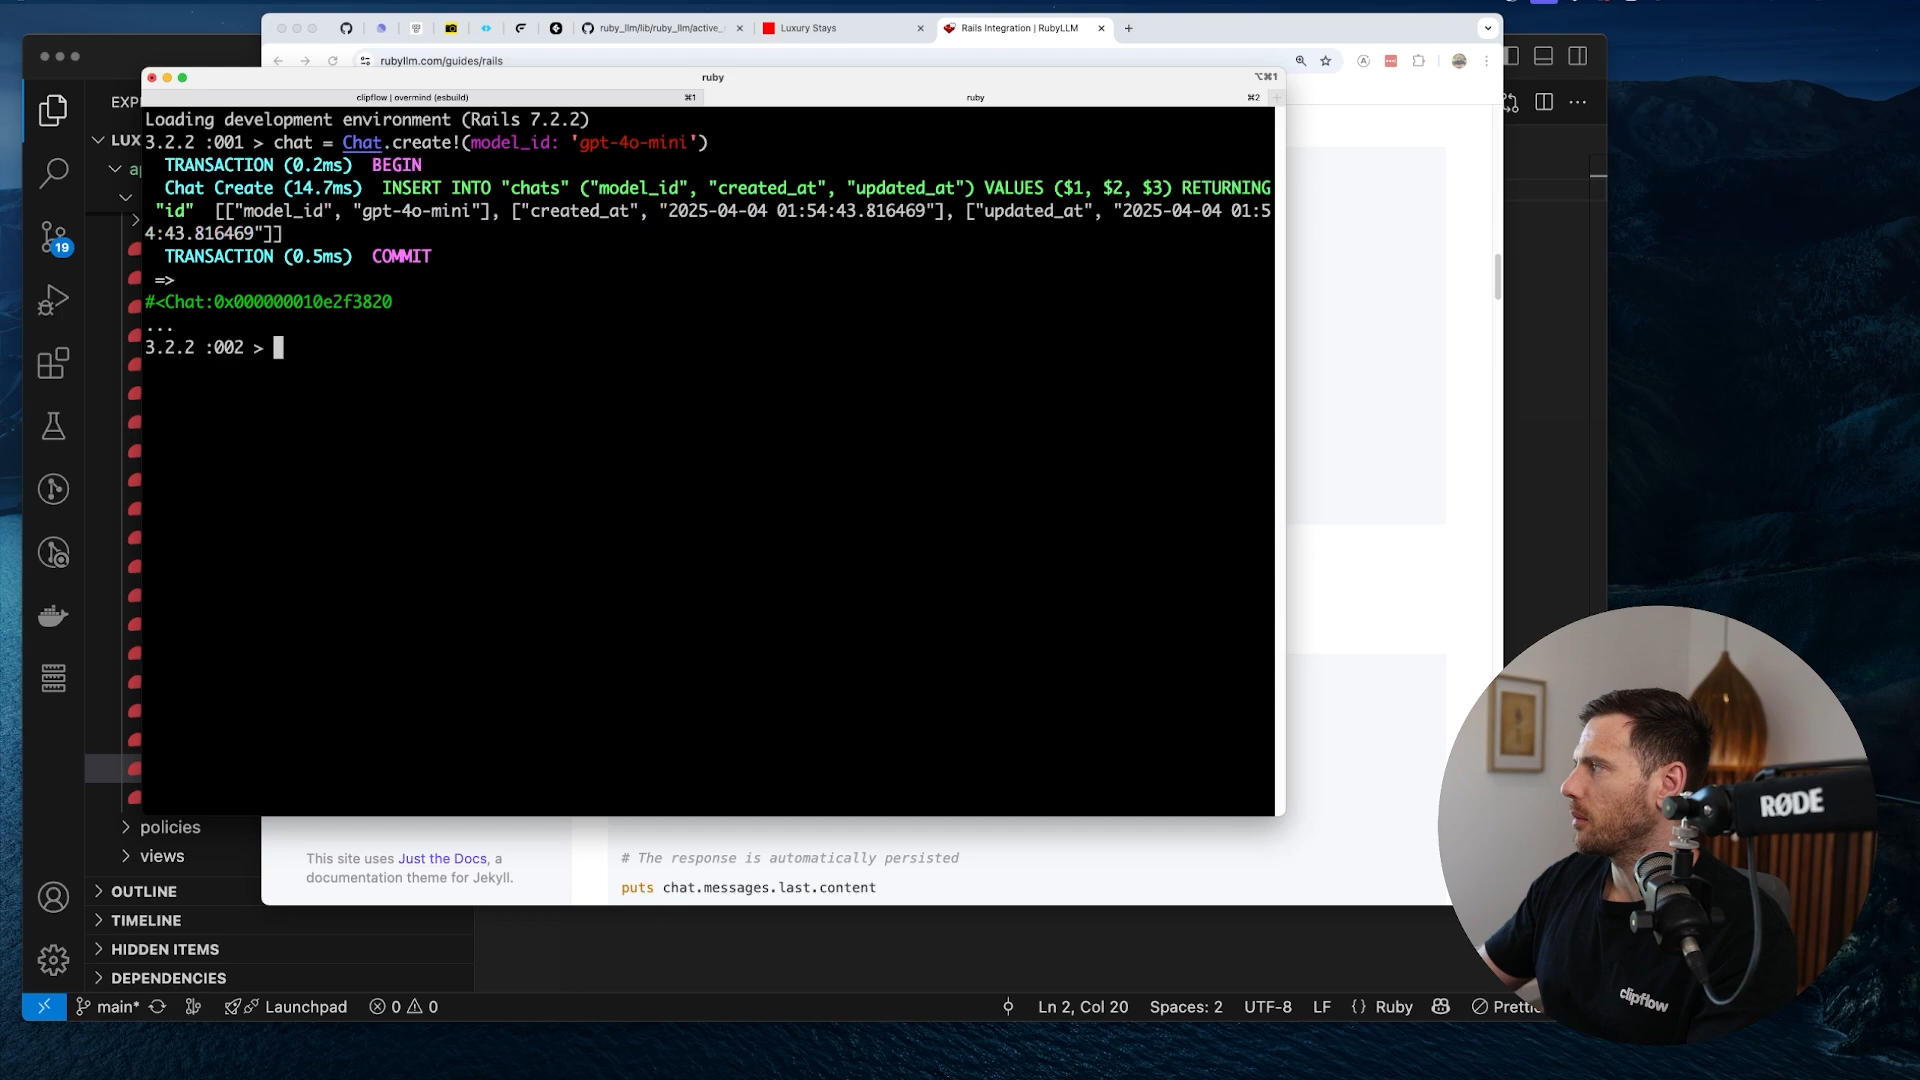 ruby_llm/lib/ruby_llm/active_
Luxury Stays
Rails Integration | RubyLLM
rubyllm.com/guides/rails
ruby
⌥⌘1
clipflow | overmind (esbuild)
⌘1
ruby
⌘2
EXP
LUX
Loading development environment (Rails 7.2.2)
3.2.2 :001 > chat = Chat.create!(model_id: 'gpt-4o-mini')
TRANSACTION (0.2ms)  BEGIN
Chat Create (14.7ms)  INSERT INTO "chats" ("model_id", "created_at", "updated_at") VALUES ($1, $2, $3) RETURNING
"id"  [["model_id", "gpt-4o-mini"], ["created_at", "2025-04-04 01:54:43.816469"], ["updated_at", "2025-04-04 01:5
4:43.816469"]]
TRANSACTION (0.5ms)  COMMIT
=>
#<Chat:0x000000010e2f3820
...
3.2.2 :002 >
19
policies
views
OUTLINE
TIMELINE
HIDDEN ITEMS
DEPENDENCIES
This site uses Just the Docs, a
documentation theme for Jekyll.
# The response is automatically persisted
puts chat.messages.last.content
RØDE
clipflow
main*
Launchpad
0
0
Ln 2, Col 20
Spaces: 2
UTF-8
LF
{} Ruby